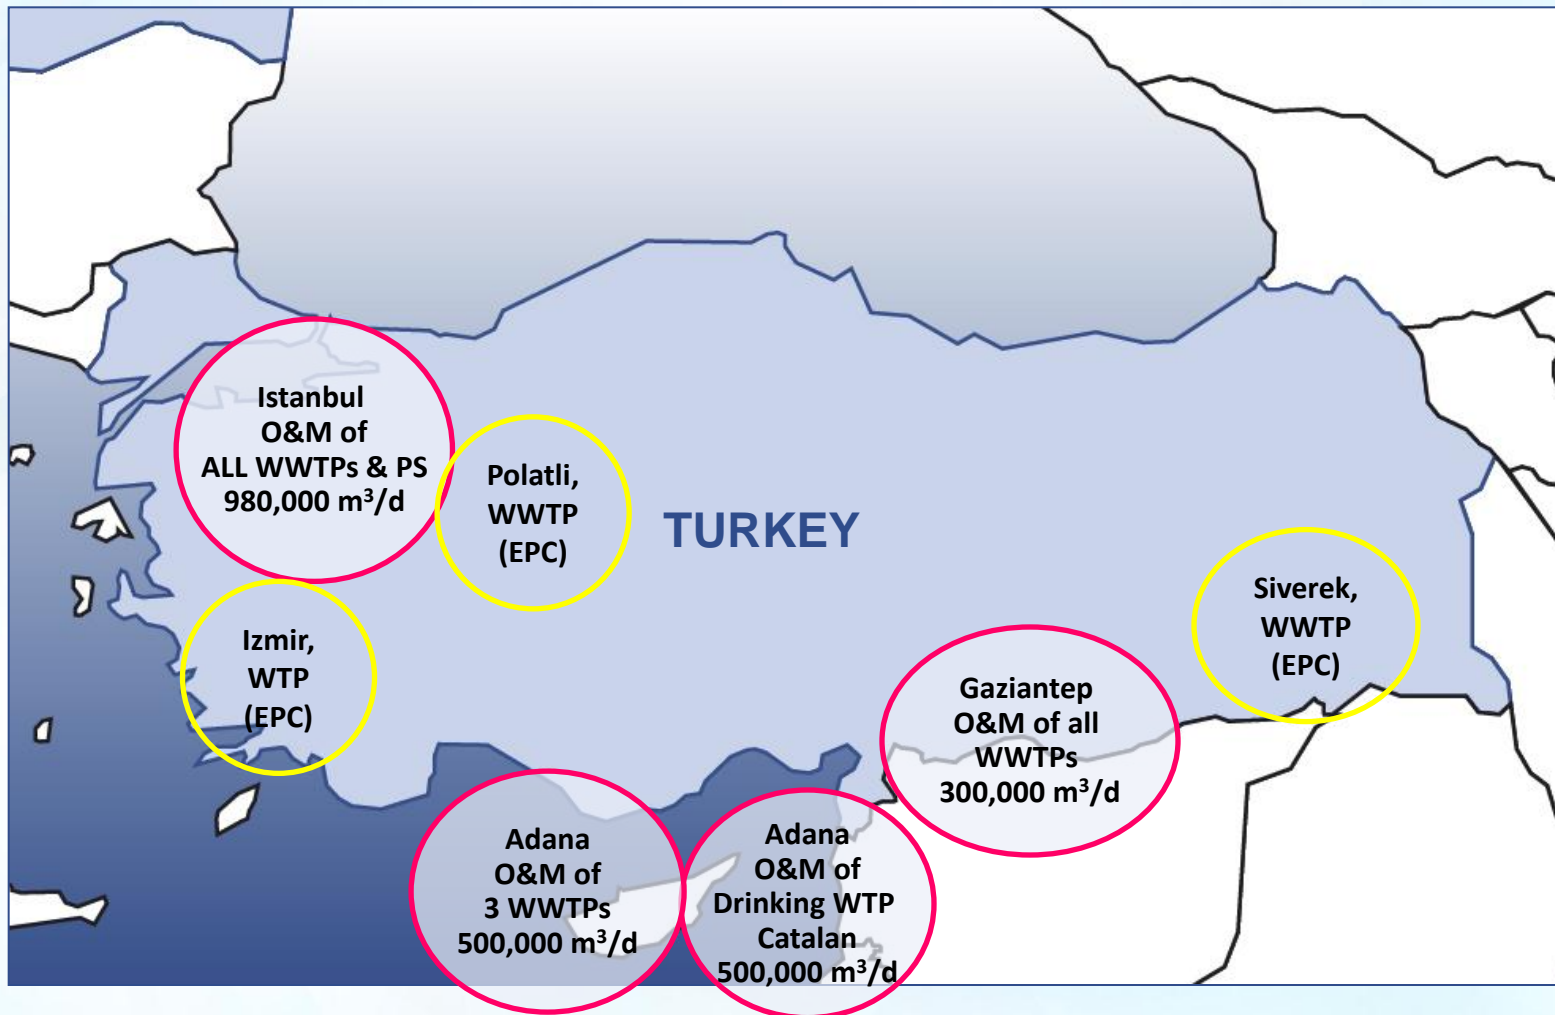 Istanbul
O&M of
ALL WWTPs & PS
980,000 m³/d
Polatli,
WWTP
(EPC)
TURKEY
Siverek,
WWTP
(EPC)
Izmir,
WTP
(EPC)
Gaziantep
O&M of all
WWTPs
300,000 m³/d
Adana
O&M of
3 WWTPs
500,000 m³/d
Adana
O&M of
Drinking WTP
Catalan
500,000 m³/d